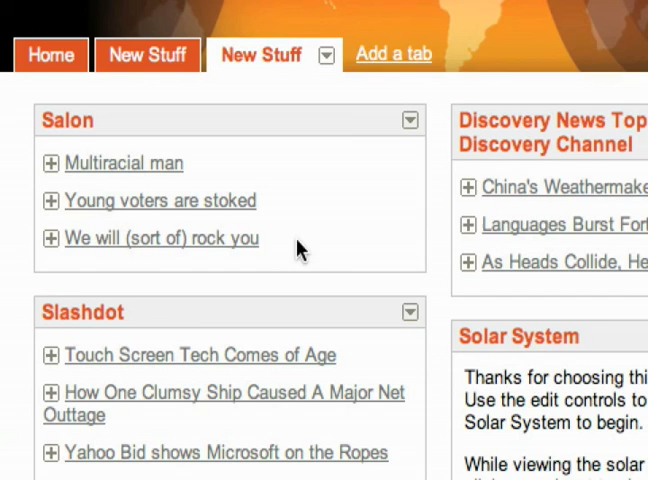 Home
New Stuff
New Stuff
Add a tab
Salon
Multiracial man
Young voters are stoked
We will (sort of) rock you
Slashdot
Touch Screen Tech Comes of Age
How One Clumsy Ship Caused A Major Net
Outtage
Yahoo Bid shows Microsoft on the Ropes
Discovery News Top
Discovery Channel
China's Weathermake
Languages Burst For
As Heads Collide, He
Solar System
Thanks for choosing thi
Use the edit controls to
Solar System to begin.
While viewing the solar